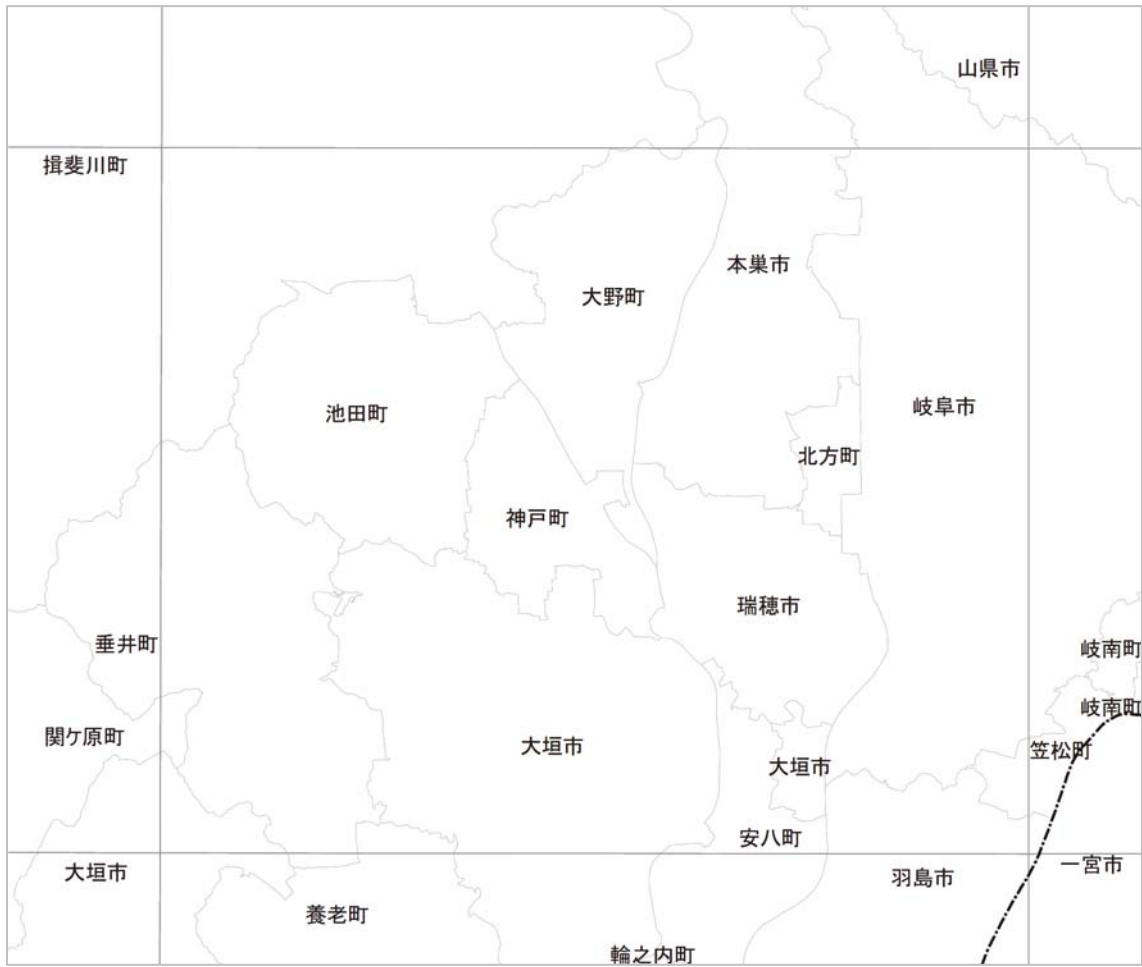 山県市
揖斐川町
本巣市
大野町
池田町
岐阜市
北方町
神戸町
瑞穂市
垂井町
岐南町
岐南町
関ケ原町
大垣市
笠松町
大垣市
安八町
大垣市
羽島市
一宮市
養老町
輪之内町